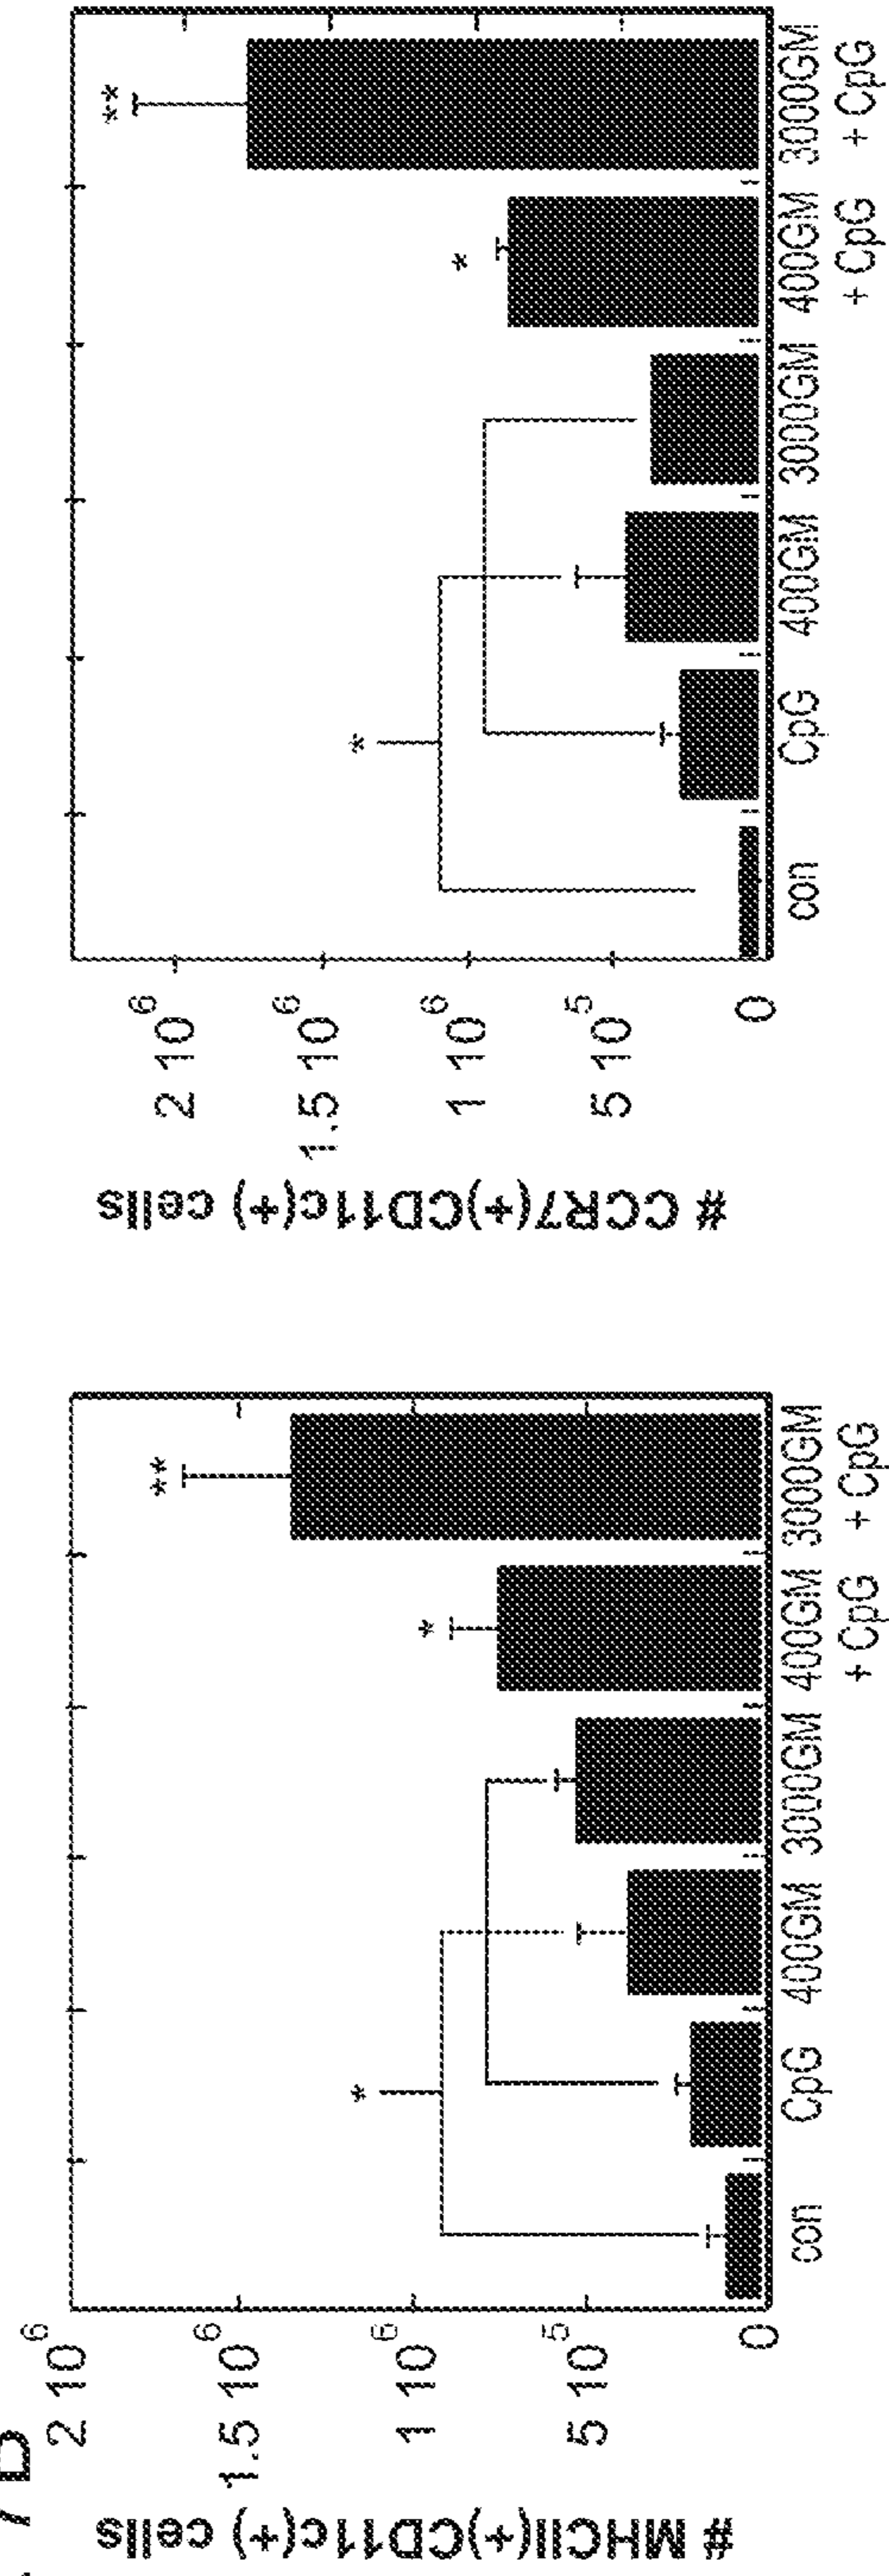 7B
# MHCII(+)CD11c(+) cells
2 10^6
1.5 10^6
1 10^6
5 10^5
0
* * **
con CpG 400GM 3000GM 400GM + CpG 3000GM + CpG
# CCR7(+)CD11c(+) cells
2 10^6
1.5 10^6
1 10^6
5 10^5
0
* * **
con CpG 400GM 3000GM 400GM + CpG 3000GM + CpG